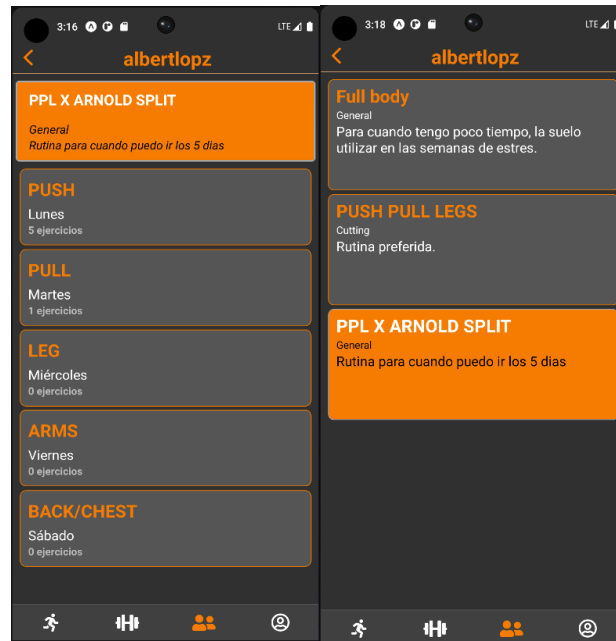 3:16
LTE
albertlopz
PPL X ARNOLD SPLIT
General
Rutina para cuando puedo ir los 5 dias
PUSH
Lunes
5 ejercicios
PULL
Martes
1 ejercicios
LEG
Miércoles
0 ejercicios
ARMS
Viernes
0 ejercicios
BACK/CHEST
Sábado
0 ejercicios
3:18
LTE
albertlopz
Full body
General
Para cuando tengo poco tiempo, la suelo
utilizar en las semanas de estres.
PUSH PULL LEGS
Cutting
Rutina preferida.
PPL X ARNOLD SPLIT
General
Rutina para cuando puedo ir los 5 dias